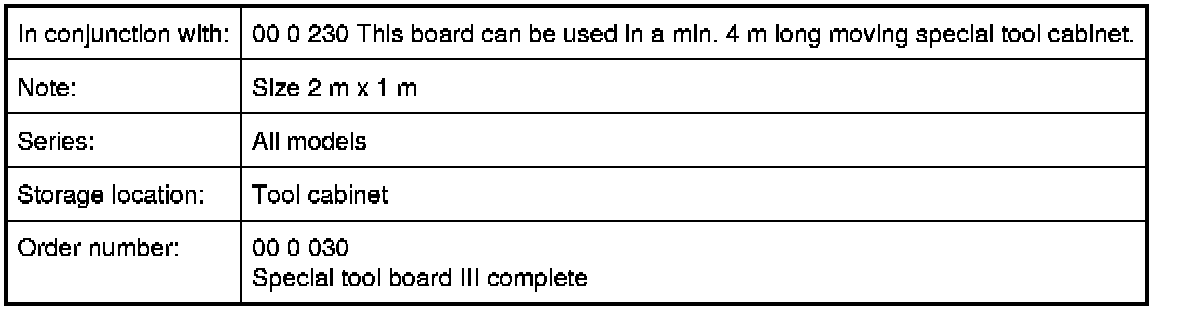 In conjunction with: 00 0 230 This board can be used in a min. 4 m long moving special tool cabinet.
Note: Size 2 m x 1 m
Series: All models
Storage location: Tool cabinet
Order number: 00 0 030
Special tool board III complete